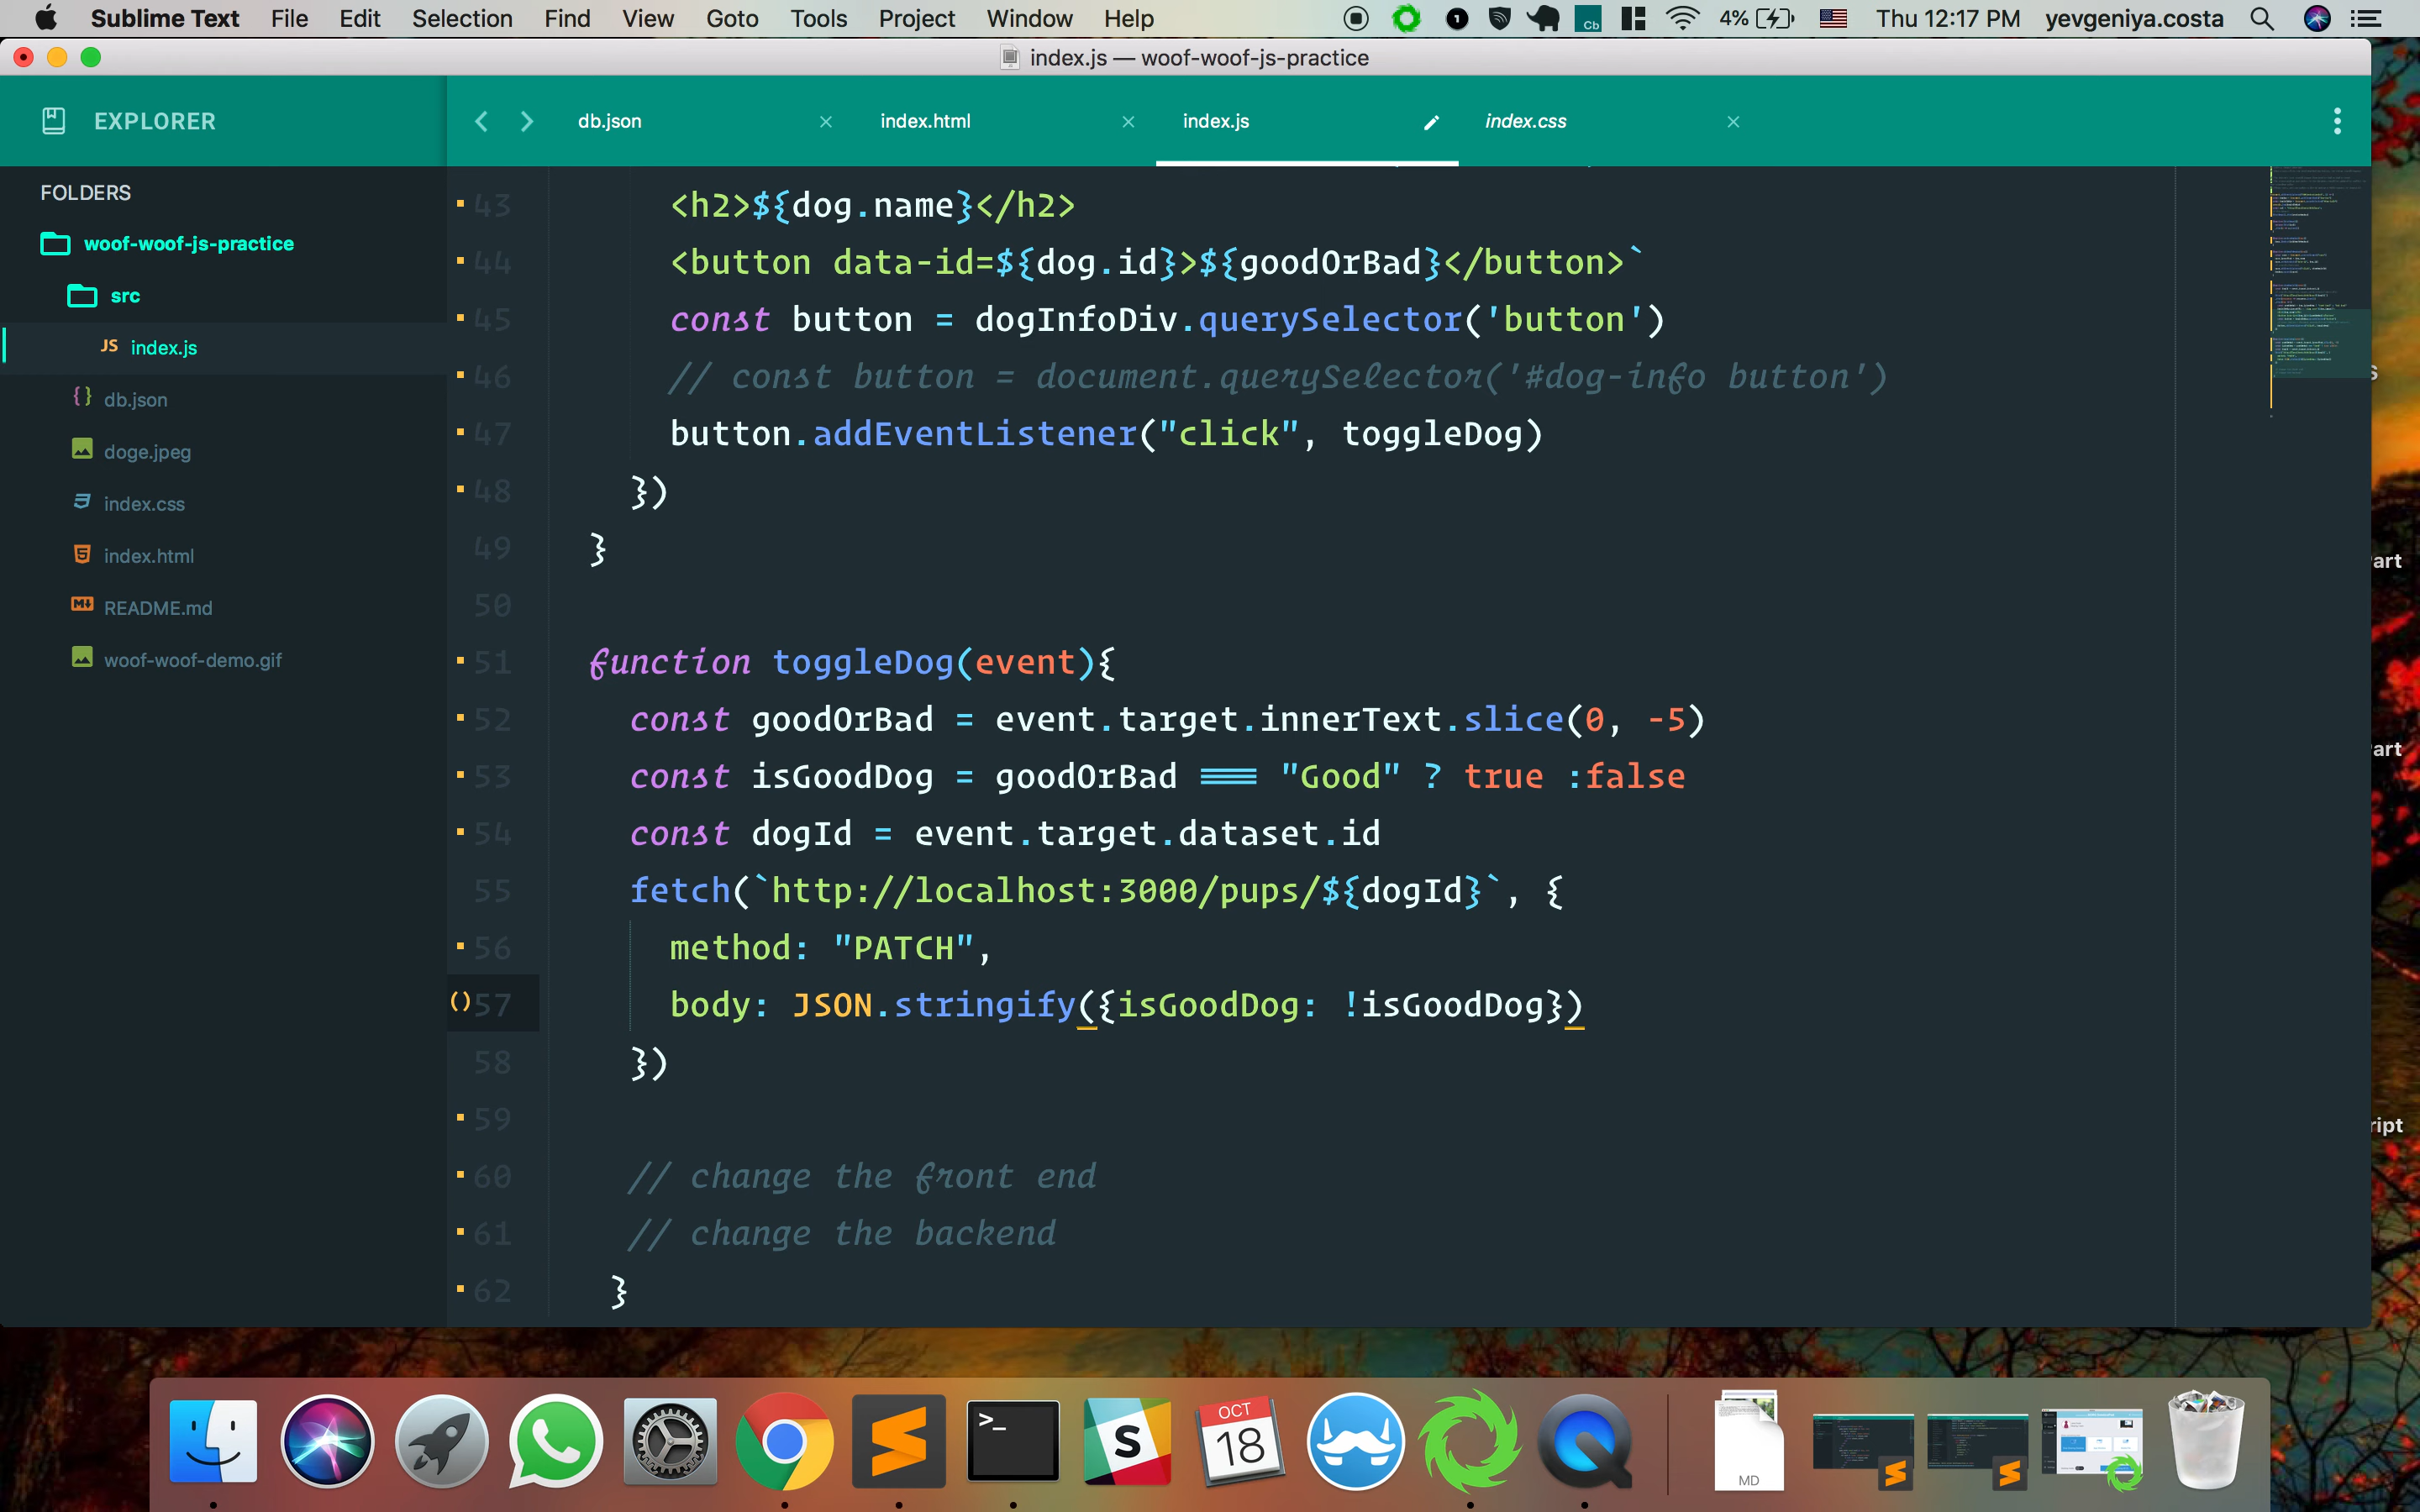 Sublime Text File Edit Selection Find View Goto Tools Project Window Help 1 Cb 4% Thu 12:17 PM yevgeniya.costa
index.js — woof-woof-js-practice
EXPLORER
db.json index.html index.js index.css
FOLDERS
woof-woof-js-practice
src
JS index.js
{} db.json
doge.jpeg
index.css
index.html
README.md
woof-woof-demo.gif
43 <h2>${dog.name}</h2>
44 <button data-id=${dog.id}>${goodOrBad}</button>`
45 const button = dogInfoDiv.querySelector('button')
46 // const button = document.querySelector('#dog-info button')
47 button.addEventListener("click", toggleDog)
48 })
49 }
50
51 function toggleDog(event){
52 const goodOrBad = event.target.innerText.slice(0, -5)
53 const isGoodDog = goodOrBad === "Good" ? true :false
54 const dogId = event.target.dataset.id
55 fetch(`http://localhost:3000/pups/${dogId}`, {
56 method: "PATCH",
57 body: JSON.stringify({isGoodDog: !isGoodDog})
58 })
59
60 // change the front end
61 // change the backend
62 }
art
art
ript
>_
S
OCT
18
MD